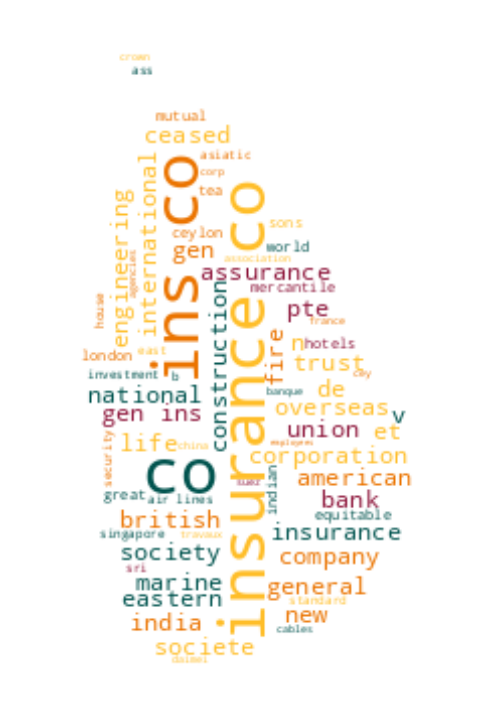 crown
ass
mutual
ceased
asiatic
corp
tea
ins co
international
engineering
insurance co
sons
ceylon
world
gen
association
agencies
assurance
mercantile
construction
house
pte
france
fire
n
hotels
london
east
trust
cey
investment
b
banque
national
de
overseas
v
gen ins
union
et
employees
life
china
corporation
security
co
suez
indian
american
great
air lines
bank
equitable
british
singapore
travaux
insurance
society
company
sri
marine
general
eastern
standard
new
india
cables
societe